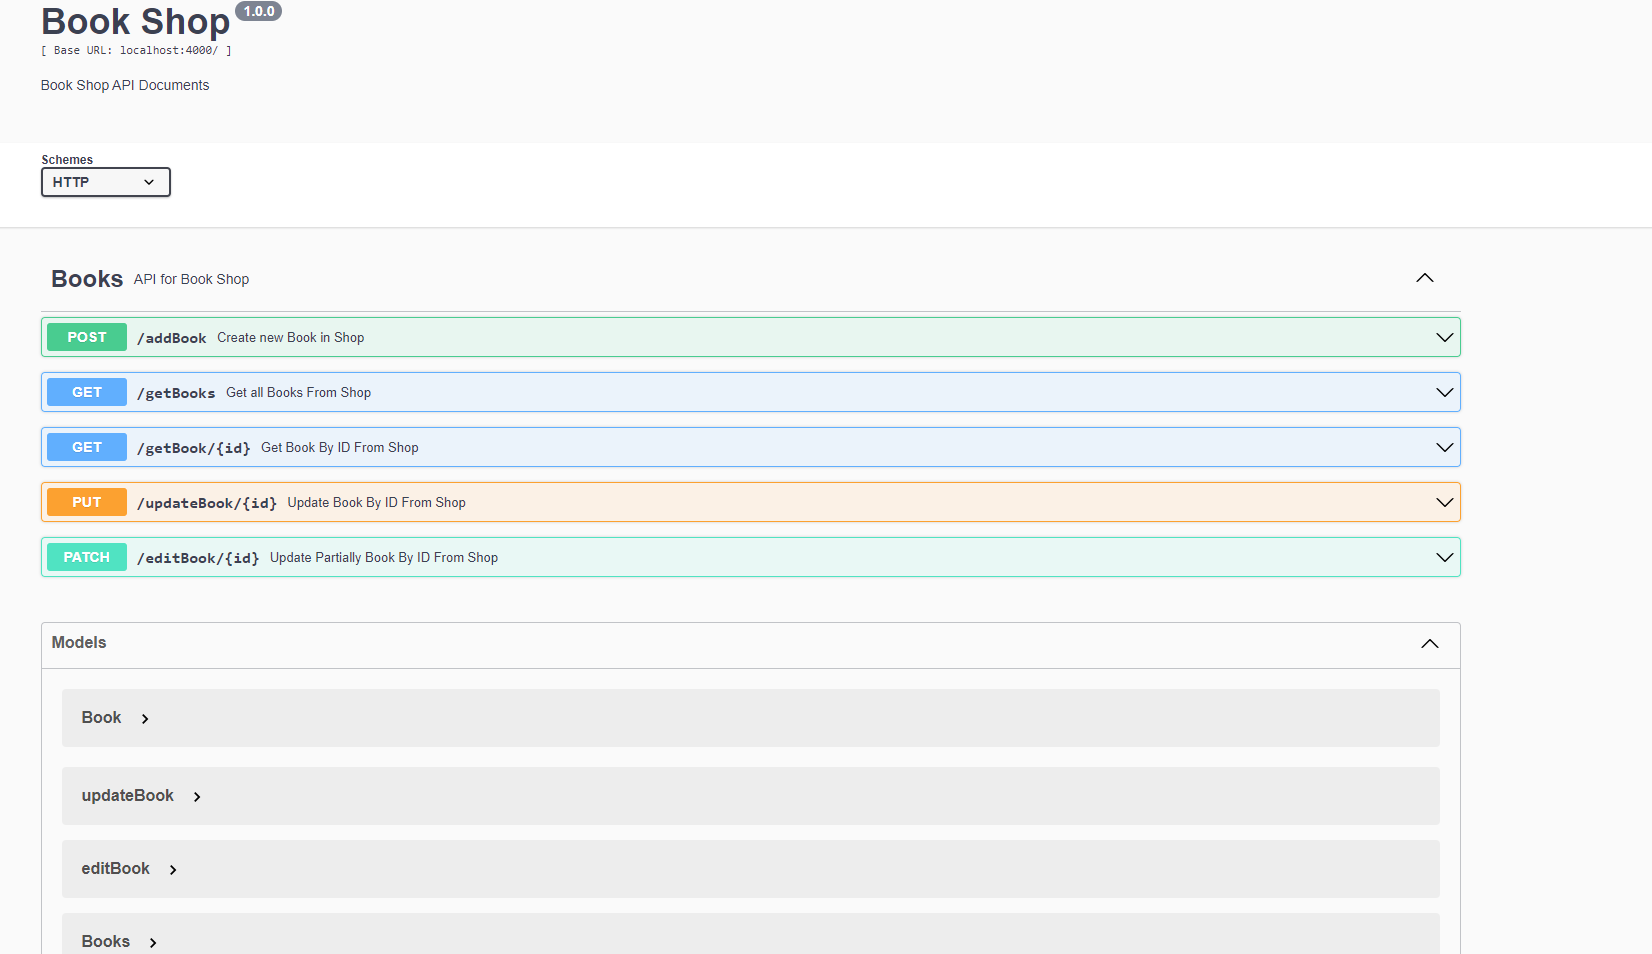 Book Shop 1.0.0
[ Base URL: localhost:4000/ ]
Book Shop API Documents
Schemes
HTTP
Books API for Book Shop
POST /addBook Create new Book in Shop
GET /getBooks Get all Books From Shop
GET /getBook/{id} Get Book By ID From Shop
PUT /updateBook/{id} Update Book By ID From Shop
PATCH /editBook/{id} Update Partially Book By ID From Shop
Models
Book
updateBook
editBook
Books